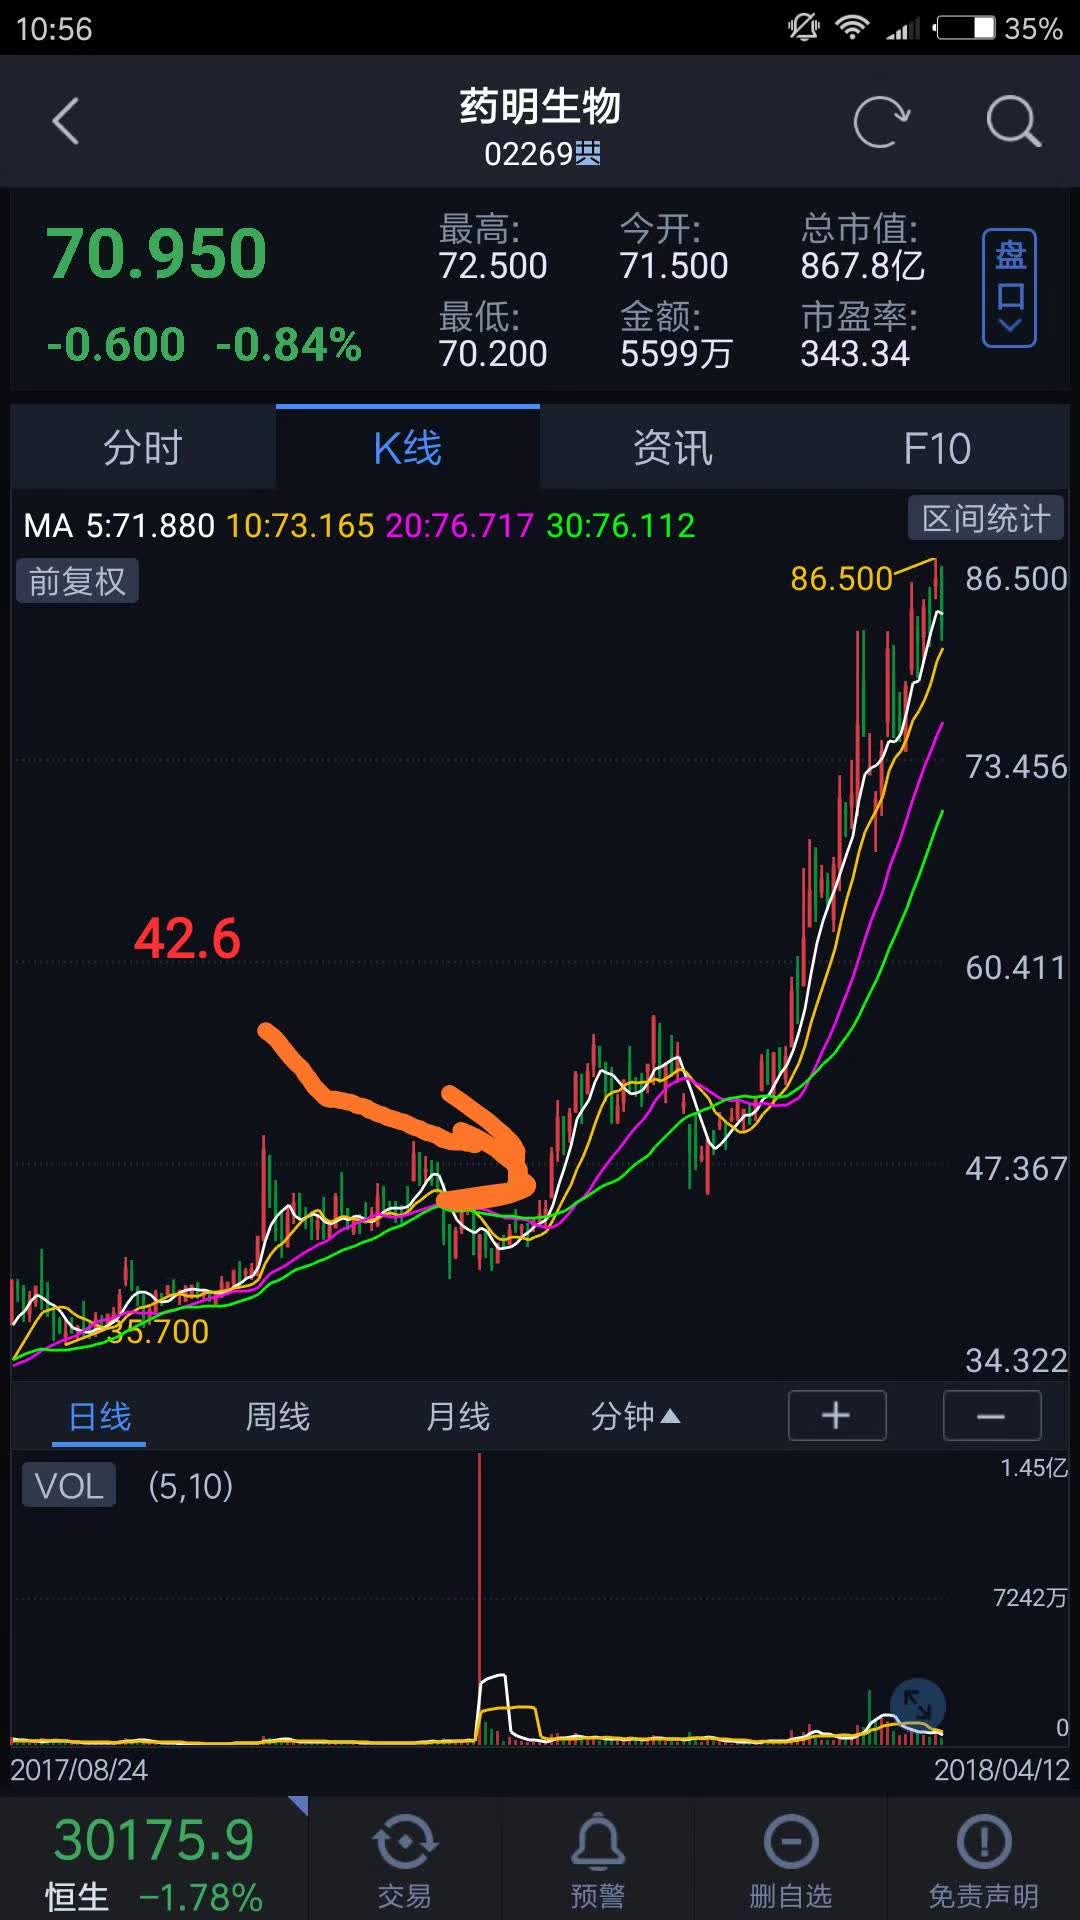 10:56 35%
药明生物
02269
70.950
-0.600 -0.84%
最高: 今开: 总市值:
72.500 71.500 867.8亿
最低: 金额: 市盈率:
70.200 5599万 343.34
盘口
分时 K线 资讯 F10
MA 5:71.880 10:73.165 20:76.717 30:76.112 区间统计
前复权 86.500 86.500
73.456
42.6
60.411
47.367
35.700
34.322
日线 周线 月线 分钟 + −
VOL (5,10) 1.45亿
7242万
0
2017/08/24 2018/04/12
30175.9
恒生 -1.78% 交易 预警 删自选 免责声明